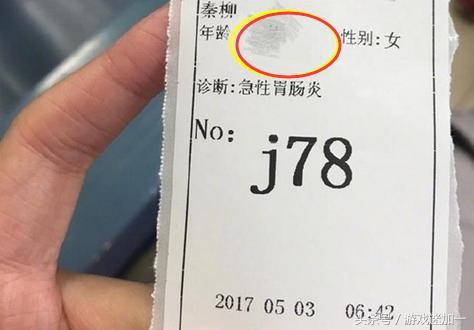 秦柳
年龄 性别:女
诊断:急性胃肠炎
No:
j78
2017 05 03 06:42
头条号/游戏迷加一